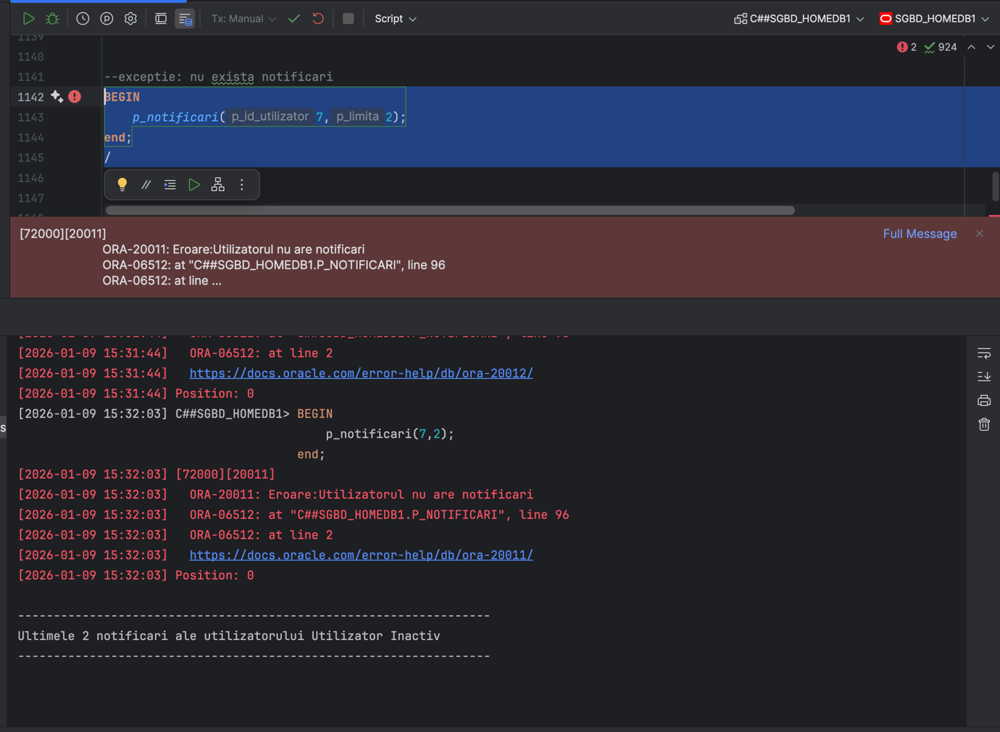 Tx: Manual
Script
C##SGBD_HOMEDB1
SGBD_HOMEDB1
1139
2
924
1140
1141
--exceptie: nu exista notificari
1142
BEGIN
1143
p_notificari( p_id_utilizator 7, p_limita 2);
1144
end;
1145
/
1146
1147
1148
[72000][20011]
Full Message
ORA-20011: Eroare:Utilizatorul nu are notificari
ORA-06512: at "C##SGBD_HOMEDB1.P_NOTIFICARI", line 96
ORA-06512: at line ...
[2026-01-09 15:31:44] ORA-06512: at line 2
[2026-01-09 15:31:44] https://docs.oracle.com/error-help/db/ora-20012/
[2026-01-09 15:31:44] Position: 0
[2026-01-09 15:32:03] C##SGBD_HOMEDB1> BEGIN
p_notificari(7,2);
s
end;
[2026-01-09 15:32:03] [72000][20011]
[2026-01-09 15:32:03] ORA-20011: Eroare:Utilizatorul nu are notificari
[2026-01-09 15:32:03] ORA-06512: at "C##SGBD_HOMEDB1.P_NOTIFICARI", line 96
[2026-01-09 15:32:03] ORA-06512: at line 2
[2026-01-09 15:32:03] https://docs.oracle.com/error-help/db/ora-20011/
[2026-01-09 15:32:03] Position: 0
------------------------------------------------------------------
Ultimele 2 notificari ale utilizatorului Utilizator Inactiv
------------------------------------------------------------------